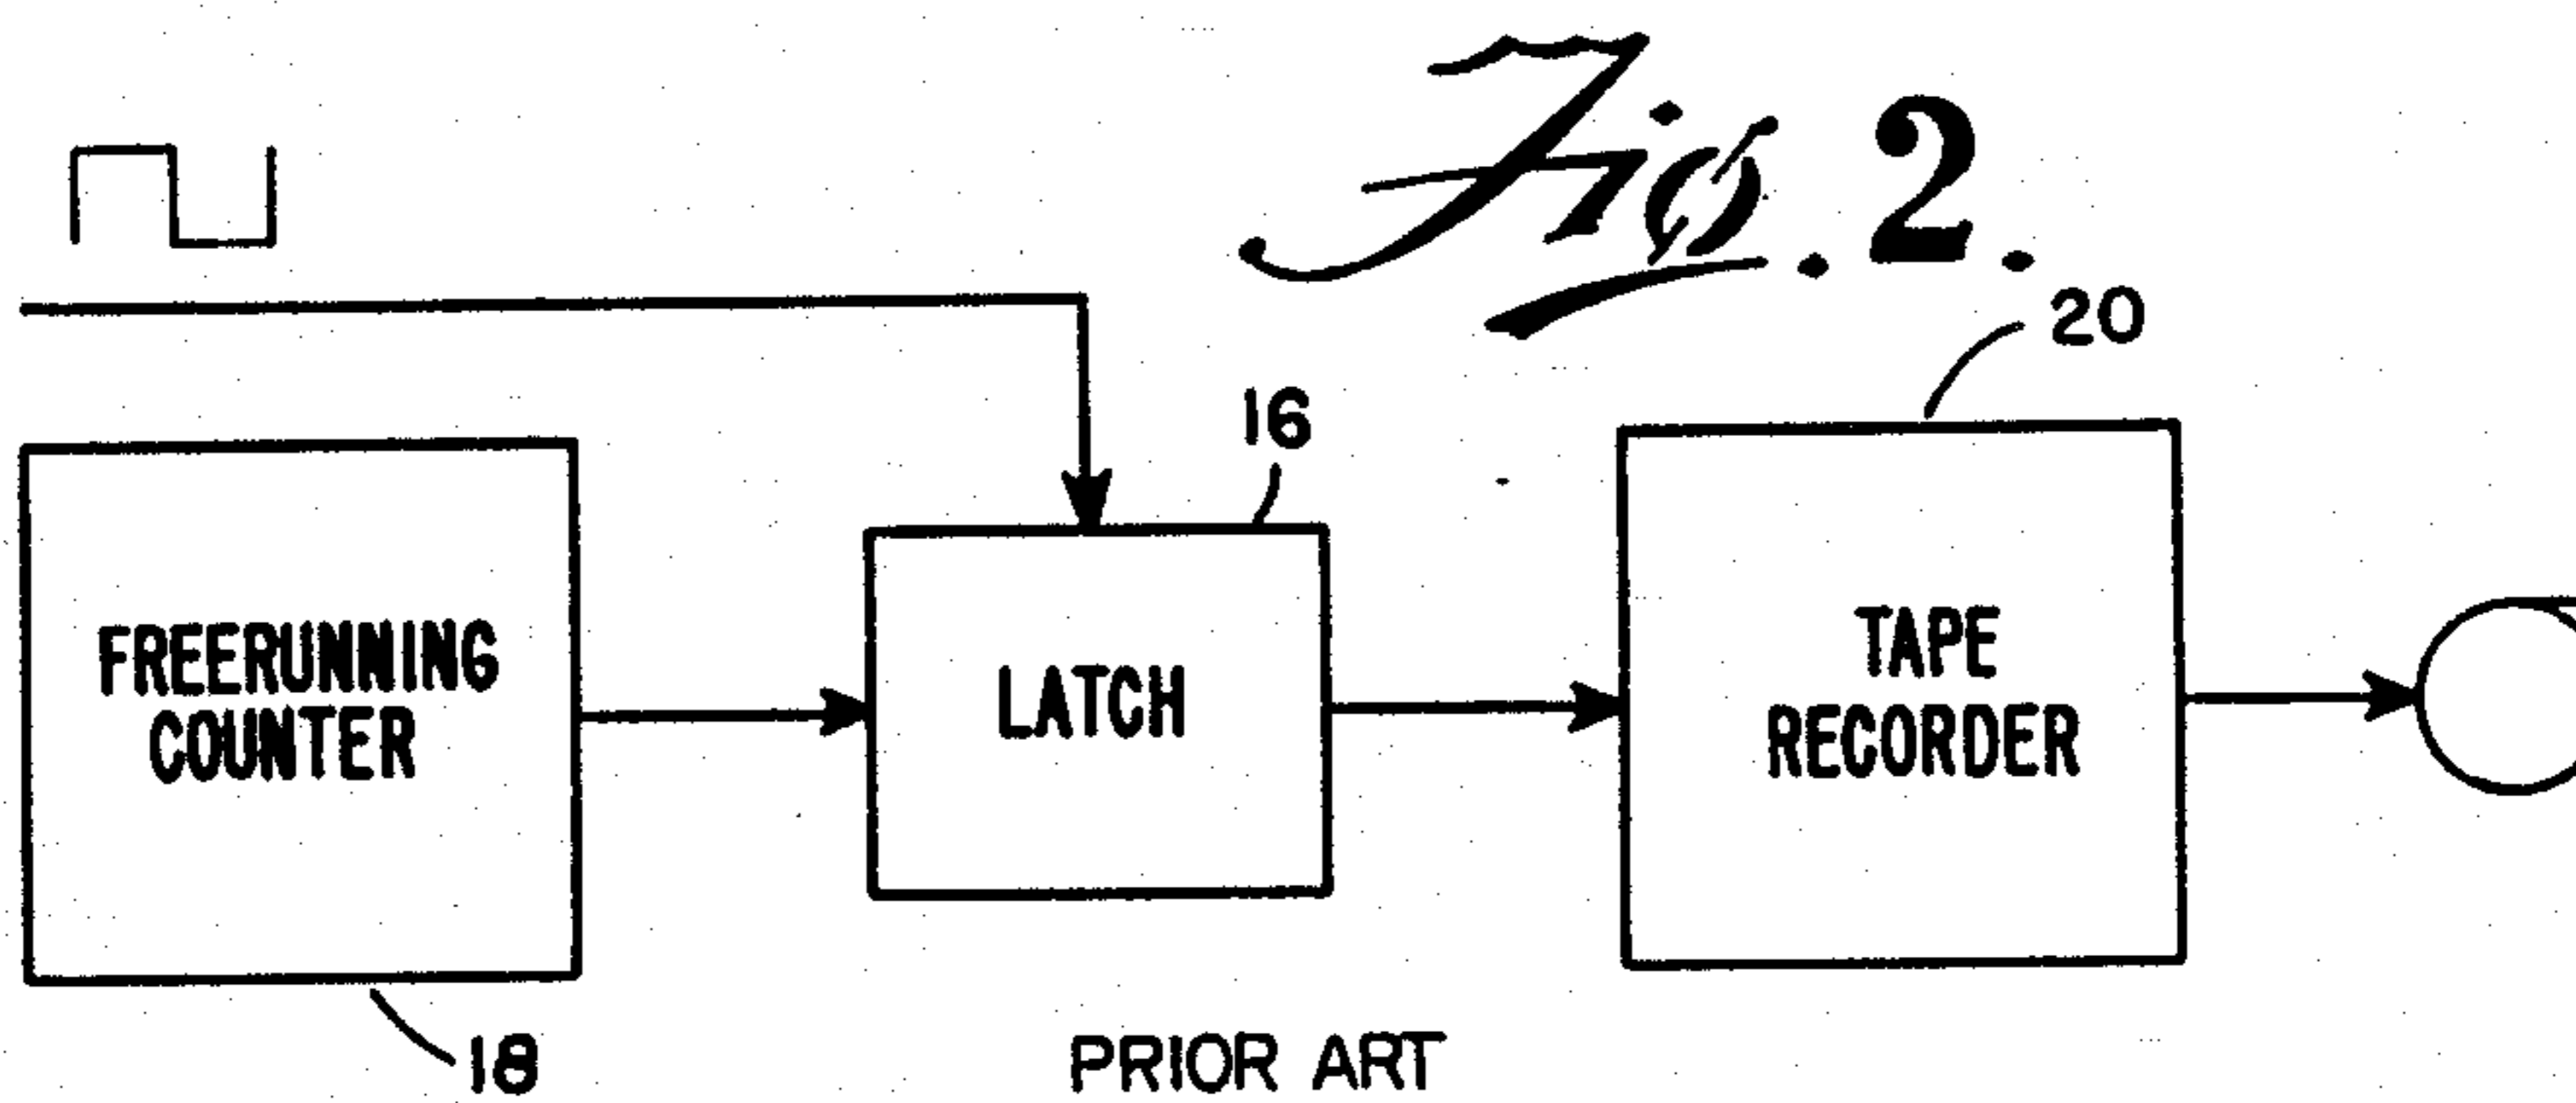 Fig. 2.
20
16
FREERUNNING
COUNTER
LATCH
TAPE
RECORDER
18
PRIOR ART